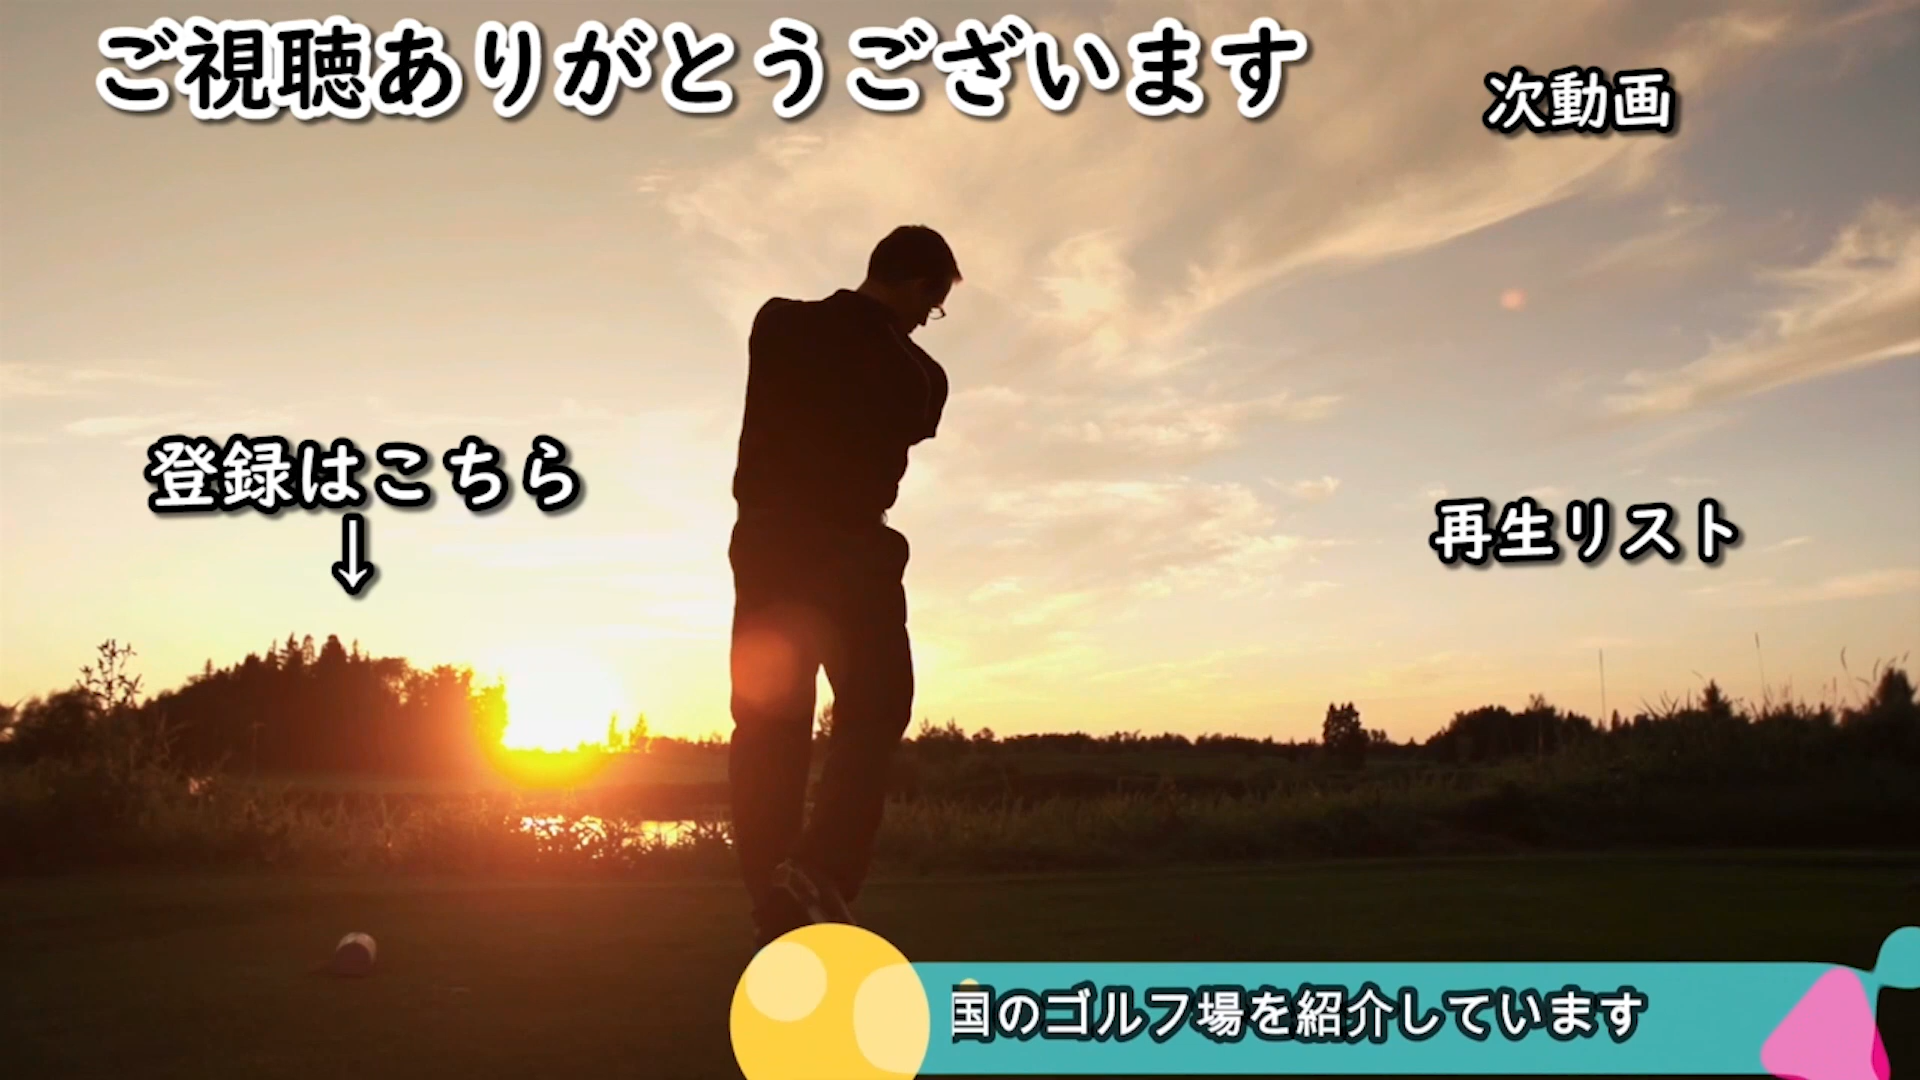 ご視聴ありがとうございます
次動画
登録はこちら
↓
再生リスト
国のゴルフ場を紹介しています